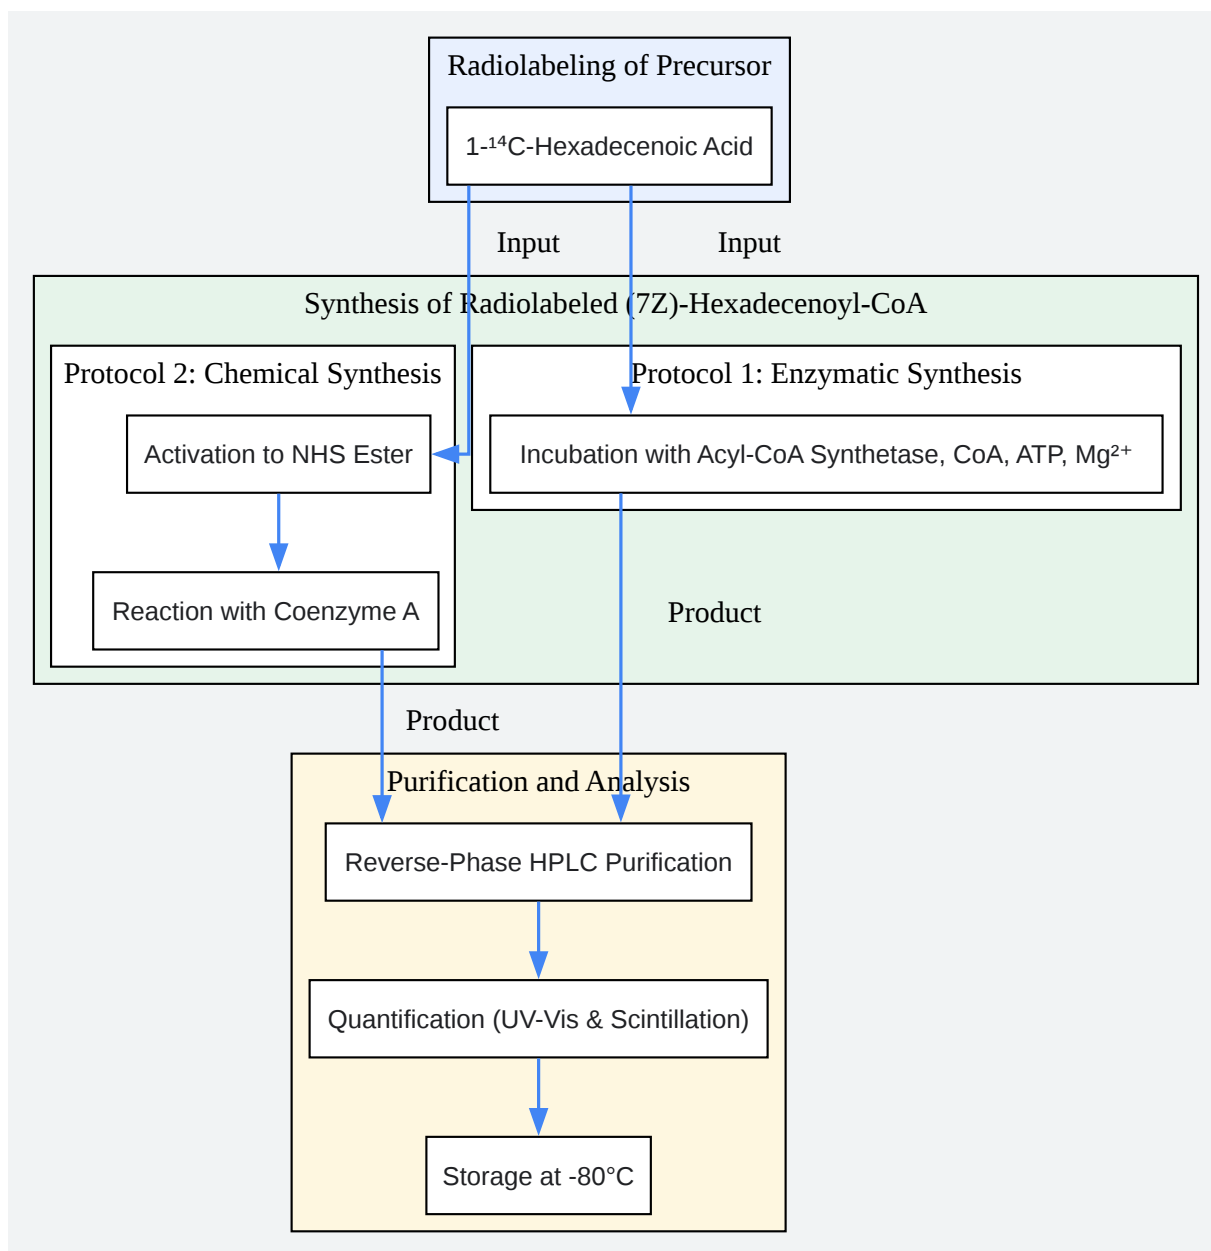 Radiolabeling of Precursor
1-¹⁴C-Hexadecenoic Acid
Input
Input
Synthesis of Radiolabeled (7Z)-Hexadecenoyl-CoA
Protocol 2: Chemical Synthesis
Protocol 1: Enzymatic Synthesis
Activation to NHS Ester
Incubation with Acyl-CoA Synthetase, CoA, ATP, Mg²⁺
Reaction with Coenzyme A
Product
Product
Purification and Analysis
Reverse-Phase HPLC Purification
Quantification (UV-Vis & Scintillation)
Storage at -80°C